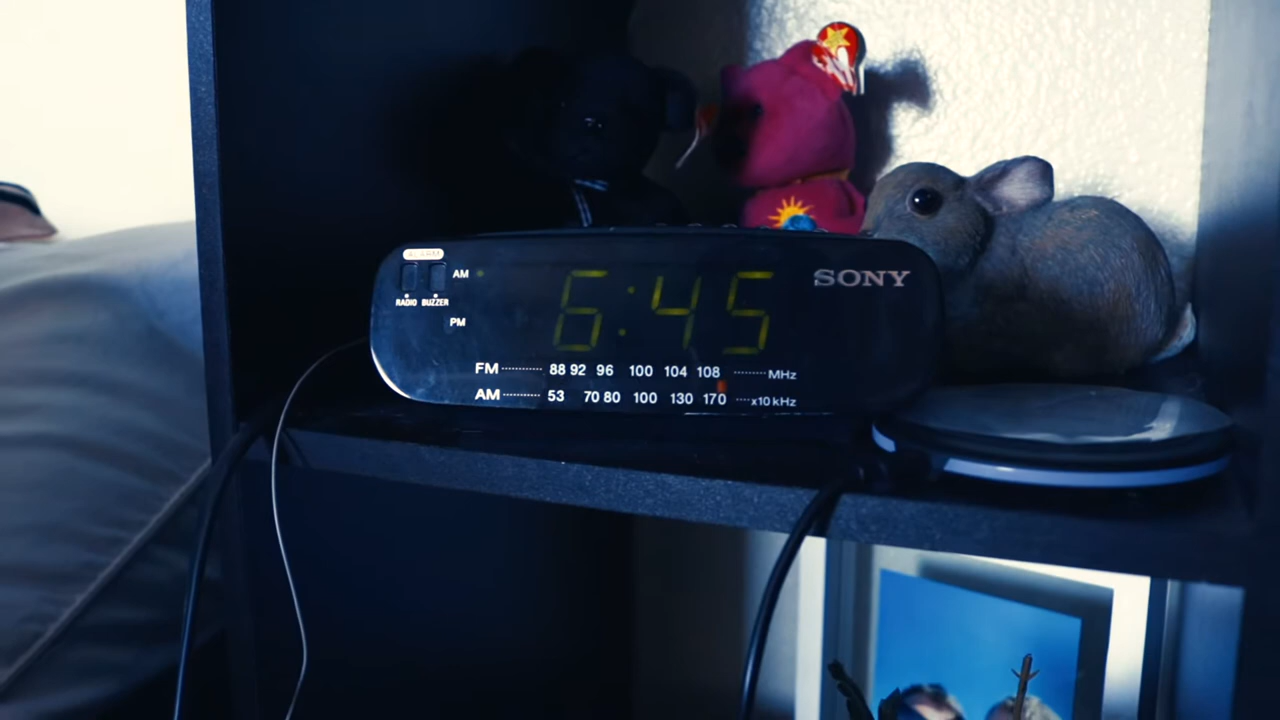 ALARM
AM 6:45 SONY
RADIO BUZZER
PM
FM 88 92 96 100 104 108 MHz
AM 53 70 80 100 130 170 x10 kHz